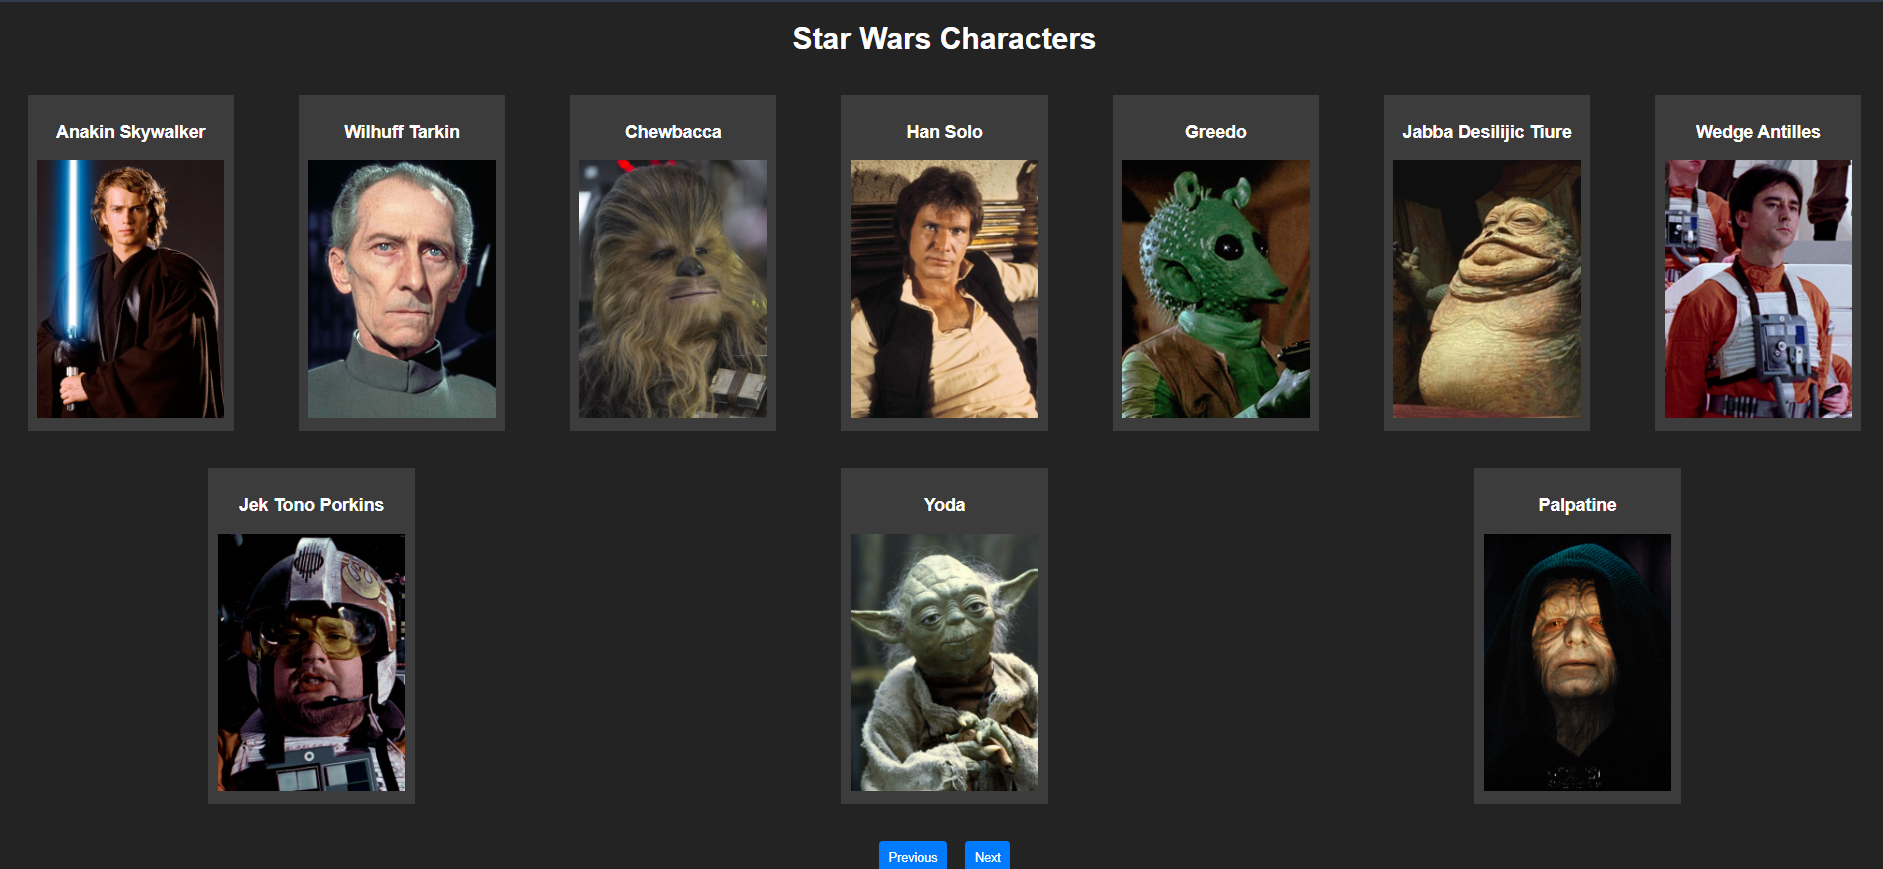 Star Wars Characters
Anakin Skywalker
Wilhuff Tarkin
Chewbacca
Han Solo
Greedo
Jabba Desilijic Tiure
Wedge Antilles
Jek Tono Porkins
Yoda
Palpatine
Previous
Next